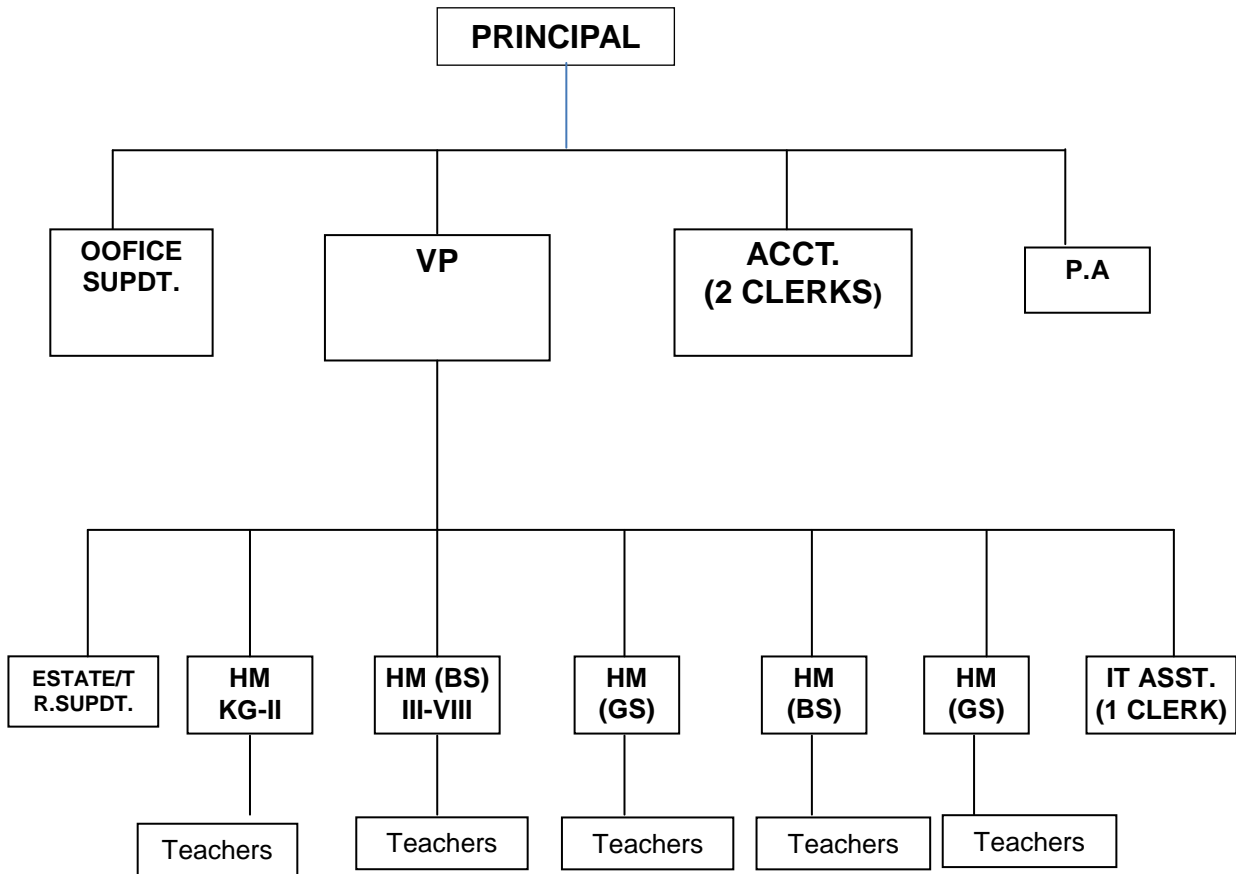 PRINCIPAL
OOFICE
SUPDT.
VP
ACCT.
(2 CLERKS)
P.A
ESTATE/T
R.SUPDT.
HM
KG-II
HM (BS)
III-VIII
HM
(GS)
HM
(BS)
HM
(GS)
IT ASST.
(1 CLERK)
Teachers
Teachers
Teachers
Teachers
Teachers